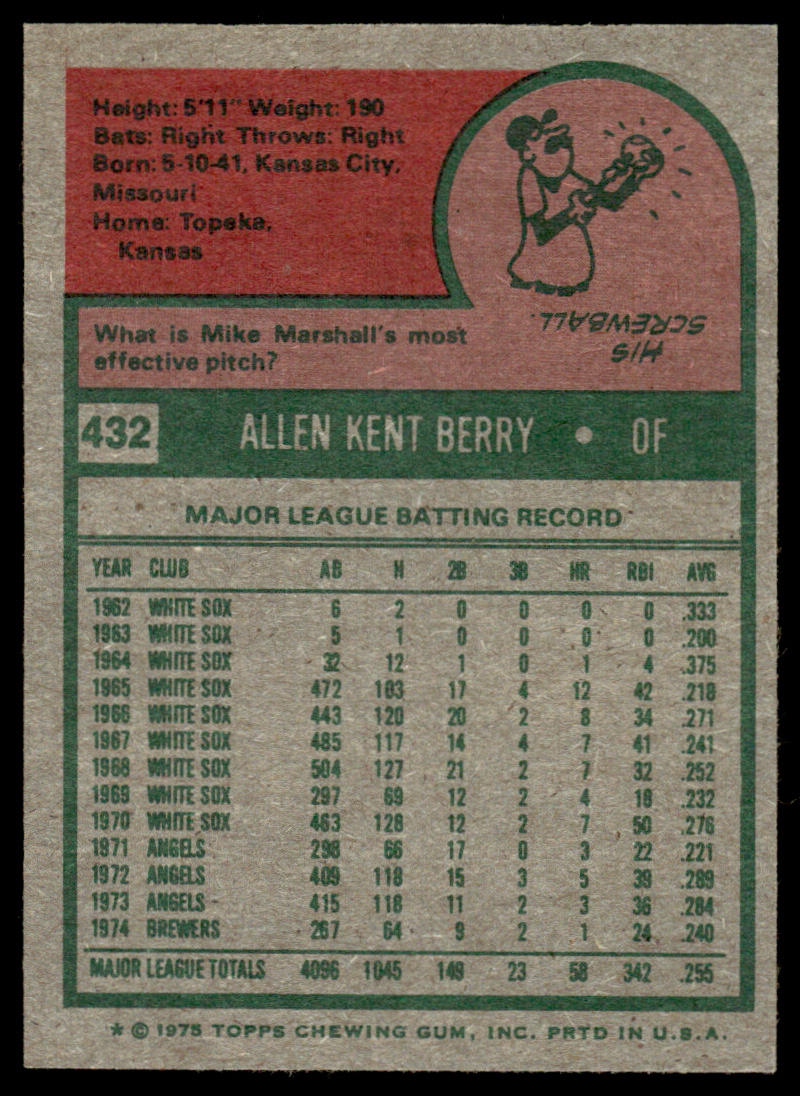 Height: 5'11" Weight: 190
Bats: Right Throws: Right
Born: 5-10-41, Kansas City,
Missouri
Home: Topeka,
Kansas
What is Mike Marshall's most
effective pitch?
HIS
SCREWBALL.
432 ALLEN KENT BERRY • OF
MAJOR LEAGUE BATTING RECORD
YEAR CLUB AB H 2B 3B HR RBI AVG
1962 WHITE SOX 6 2 0 0 0 0 .333
1963 WHITE SOX 5 1 0 0 0 0 .200
1964 WHITE SOX 32 12 1 0 1 4 .375
1965 WHITE SOX 472 103 17 4 12 42 .218
1966 WHITE SOX 443 120 20 2 8 34 .271
1967 WHITE SOX 485 117 14 4 7 41 .241
1968 WHITE SOX 504 127 21 2 7 32 .252
1969 WHITE SOX 297 69 12 2 4 18 .232
1970 WHITE SOX 463 128 12 2 7 50 .276
1971 ANGELS 298 66 17 0 3 22 .221
1972 ANGELS 409 118 15 3 5 39 .289
1973 ANGELS 415 118 11 2 3 36 .284
1974 BREWERS 267 64 9 2 1 24 .240
MAJOR LEAGUE TOTALS 4096 1045 149 23 58 342 .255
* © 1975 TOPPS CHEWING GUM, INC. PRTD IN U.S.A.